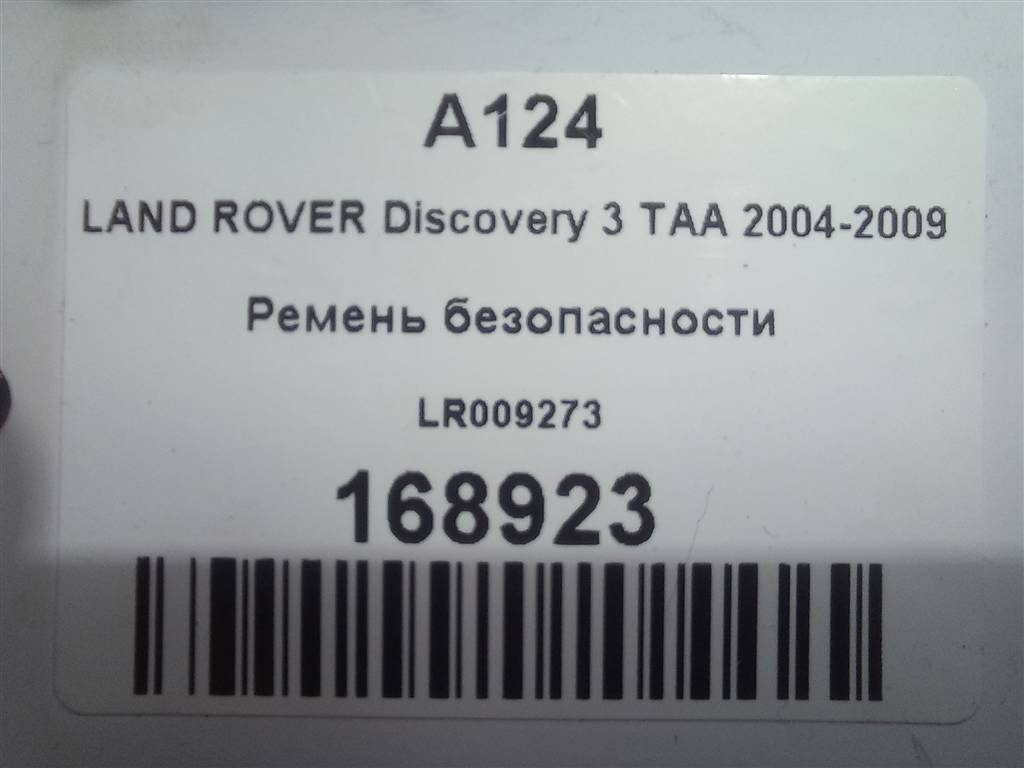 A124
LAND ROVER Discovery 3 TAA 2004-2009
Ремень безопасности
LR009273
168923